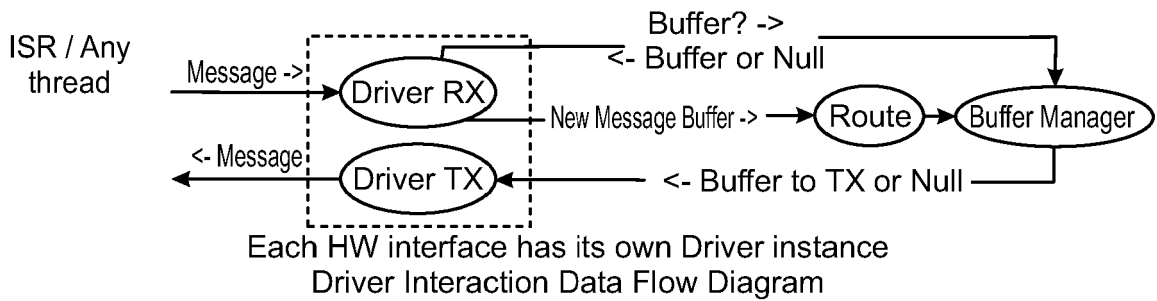 Buffer? ->
ISR / Any
thread
<- Buffer or Null
Message ->
Driver RX
New Message Buffer ->
Route
Buffer Manager
<- Message
Driver TX
<- Buffer to TX or Null
Each HW interface has its own Driver instance
Driver Interaction Data Flow Diagram